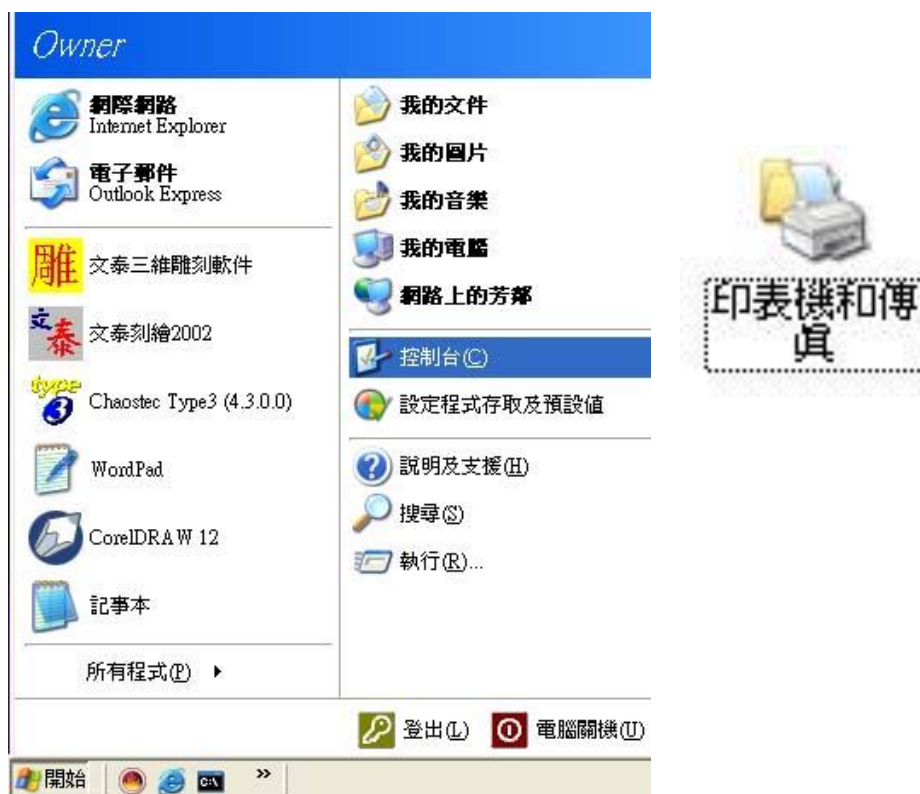 Owner
網際網路
Internet Explorer
電子郵件
Outlook Express
雕
文泰三維雕刻軟件
文泰
文泰刻繪2002
type
3
Chaostec Type3 (4.3.0.0)
WordPad
CorelDRAW 12
記事本
所有程式(P)
我的文件
我的圖片
我的音樂
我的電腦
網路上的芳鄰
控制台(C)
設定程式存取及預設值
說明及支援(H)
搜尋(S)
執行(R)...
登出(L)
電腦關機(U)
開始
C:\
»
印表機和傳
真